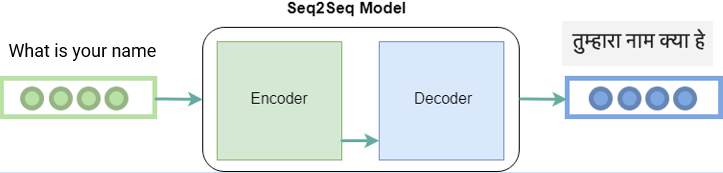 Seq2Seq Model
What is your name
तुम्हारा नाम क्या हे
Encoder
Decoder